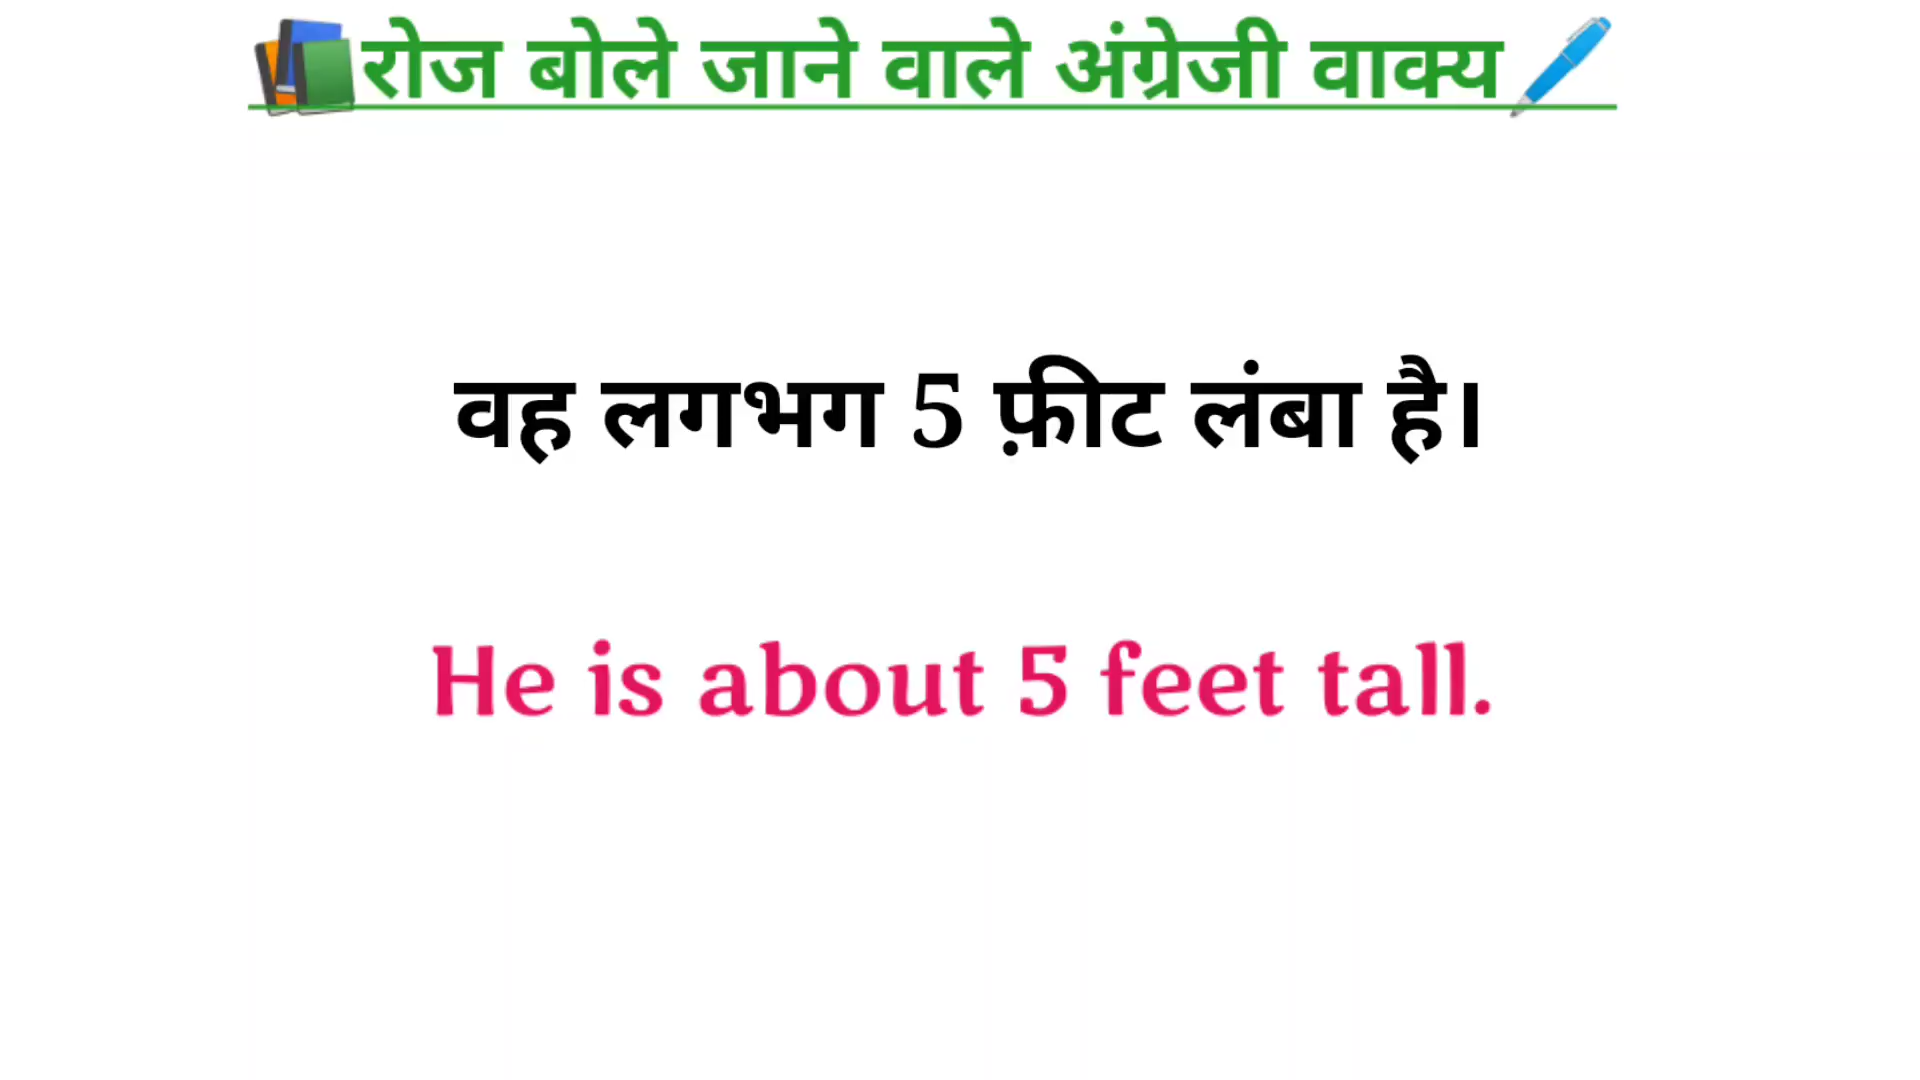 रोज बोले जाने वाले अंग्रेजी वाक्य
वह लगभग 5 फ़ीट लंबा है।
He is about 5 feet tall.